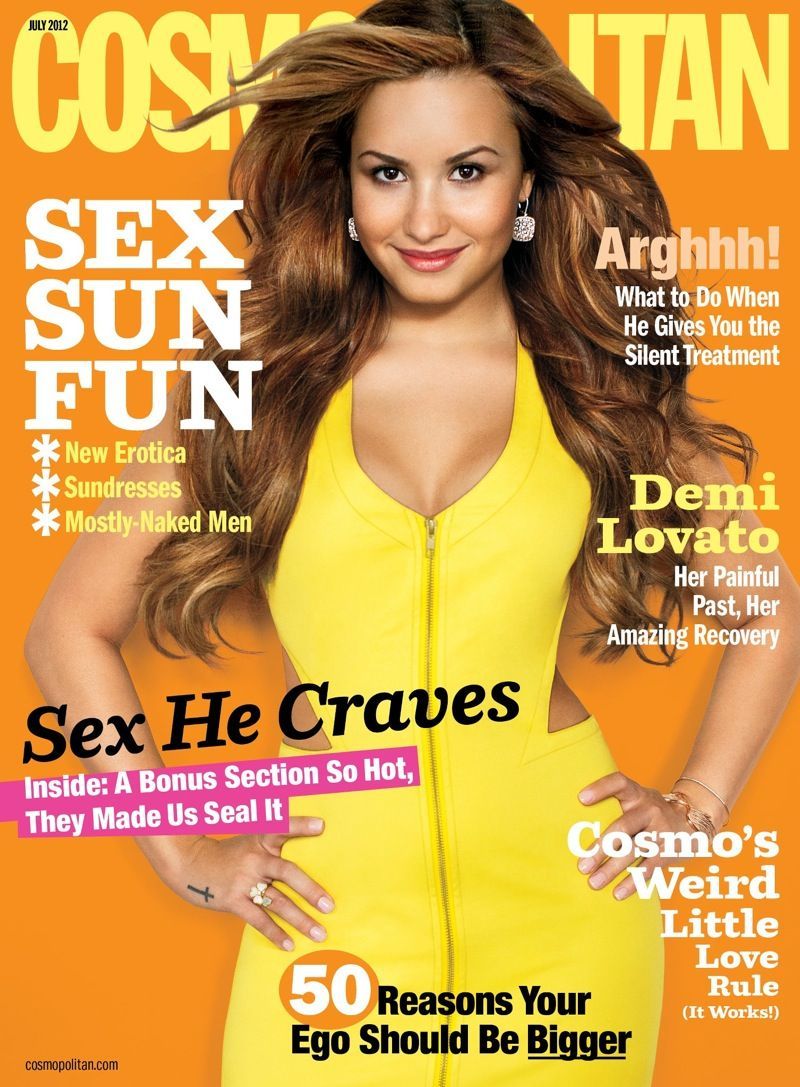 JULY 2012
COSMOPOLITAN
SEX
SUN
FUN
* New Erotica
* Sundresses
* Mostly-Naked Men
Arghhh!
What to Do When
He Gives You the
Silent Treatment
Demi
Lovato
Her Painful
Past, Her
Amazing Recovery
Sex He Craves
Inside: A Bonus Section So Hot,
They Made Us Seal It
Cosmo's
Weird
Little
Love
Rule
(It Works!)
50 Reasons Your
Ego Should Be Bigger
cosmopolitan.com